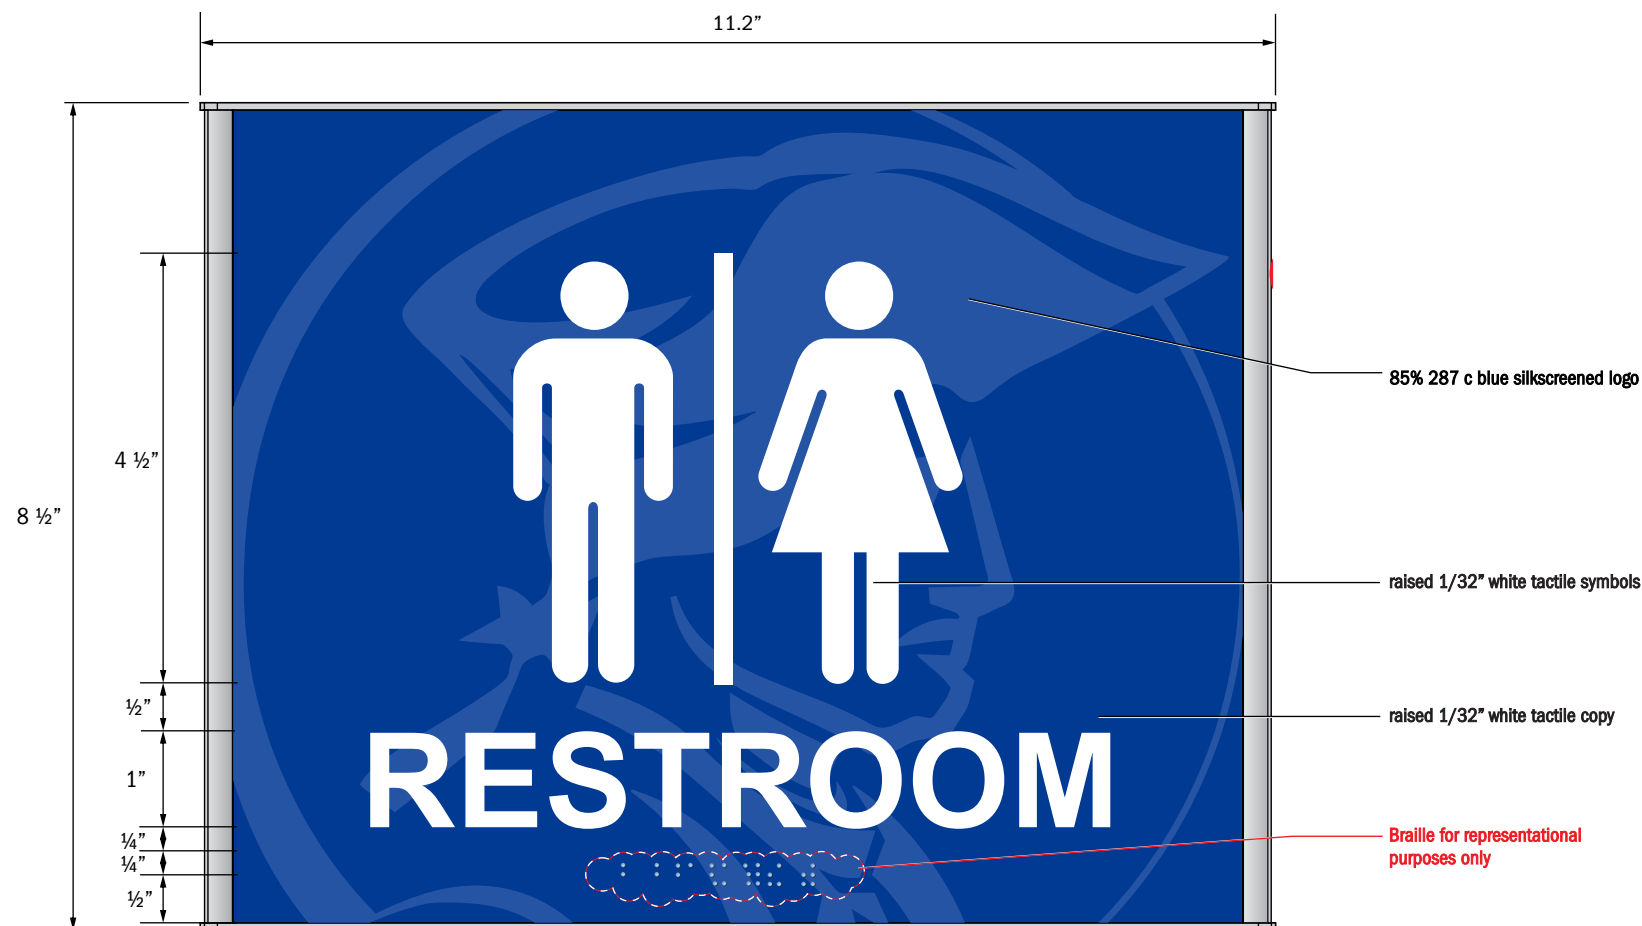 11.2”
85% 287 c blue silkscreened logo
4 ½”
8 ½”
raised 1/32” white tactile symbols
½”
raised 1/32” white tactile copy
RESTROOM
1”
¼”
¼”
½”
Braille for representational
purposes only